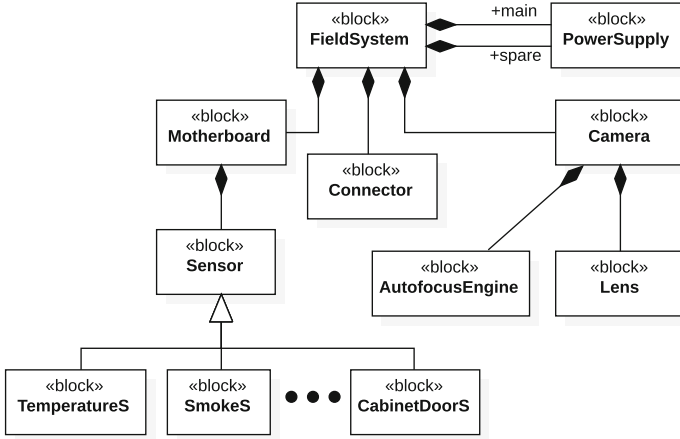 «block»
FieldSystem
+main
+spare
«block»
PowerSupply
«block»
Motherboard
«block»
Connector
«block»
Camera
«block»
Sensor
«block»
AutofocusEngine
«block»
Lens
«block»
TemperatureS
«block»
SmokeS
«block»
CabinetDoorS